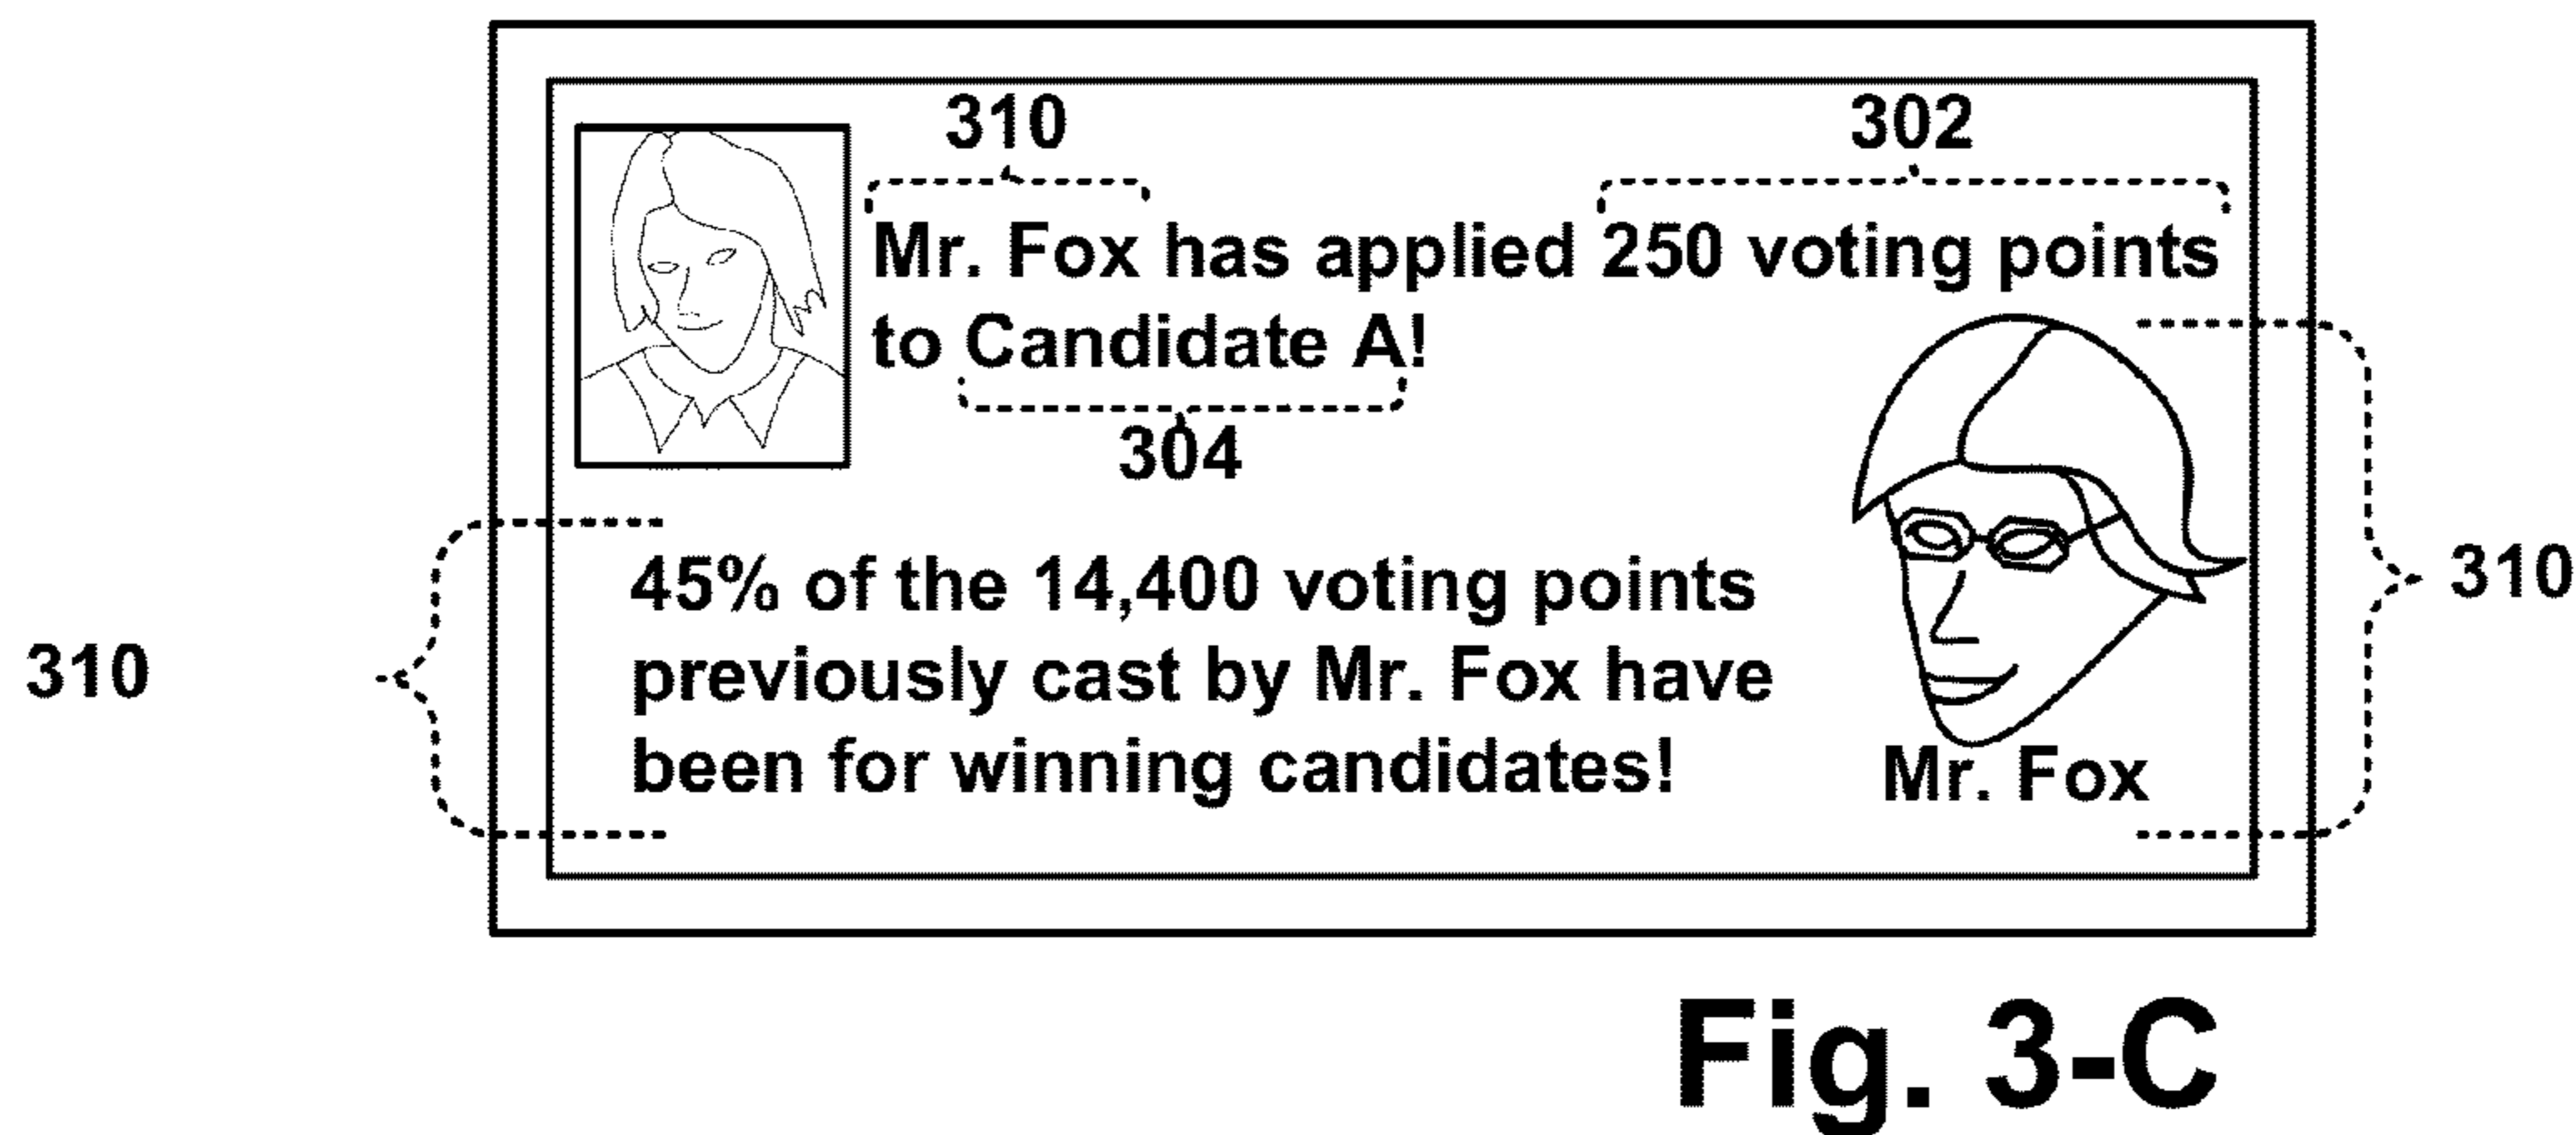 310
302
Mr. Fox has applied 250 voting points
to Candidate A!
304
45% of the 14,400 voting points
previously cast by Mr. Fox have
been for winning candidates!
310
310
Mr. Fox
Fig. 3-C